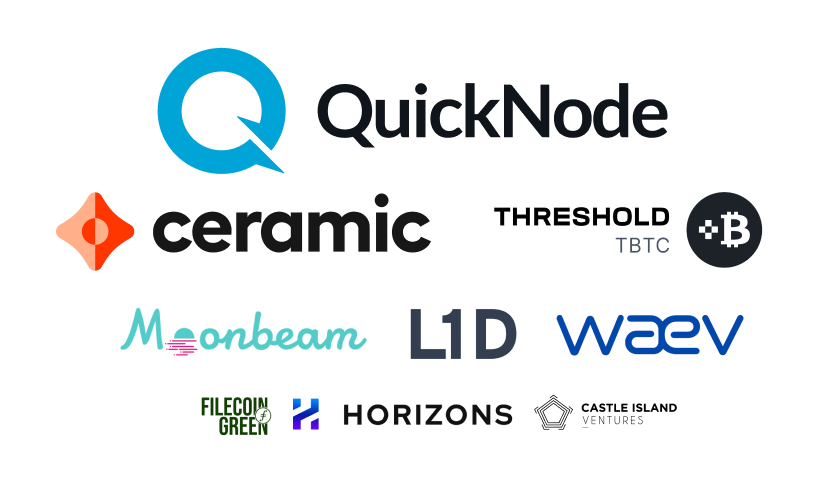 QuickNode
ceramic
THRESHOLD
TBTC
Moonbeam
L1D
waev
FILECOIN
GREEN
HORIZONS
CASTLE ISLAND
VENTURES